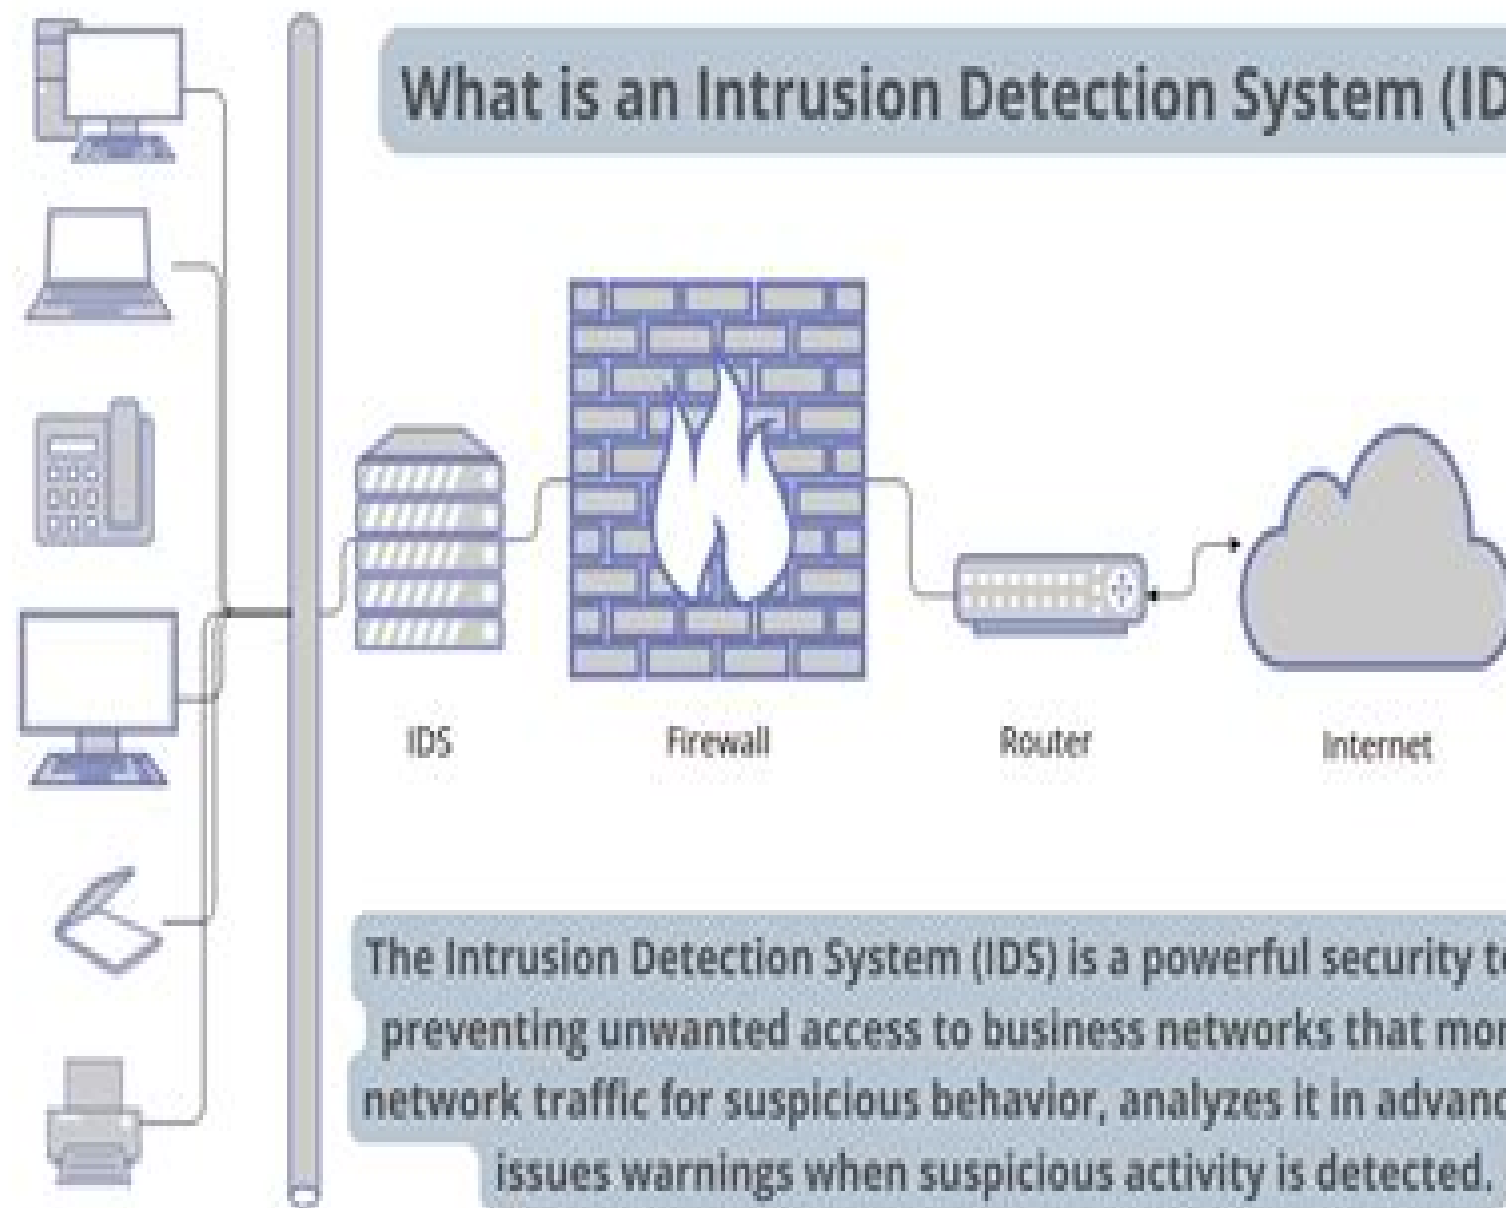 What is an Intrusion Detection System (ID
IDS
Firewall
Router
Internet
The Intrusion Detection System (IDS) is a powerful security
preventing unwanted access to business networks that
network traffic for suspicious behavior, analyzes it in
issues warnings when suspicious activity is detected.